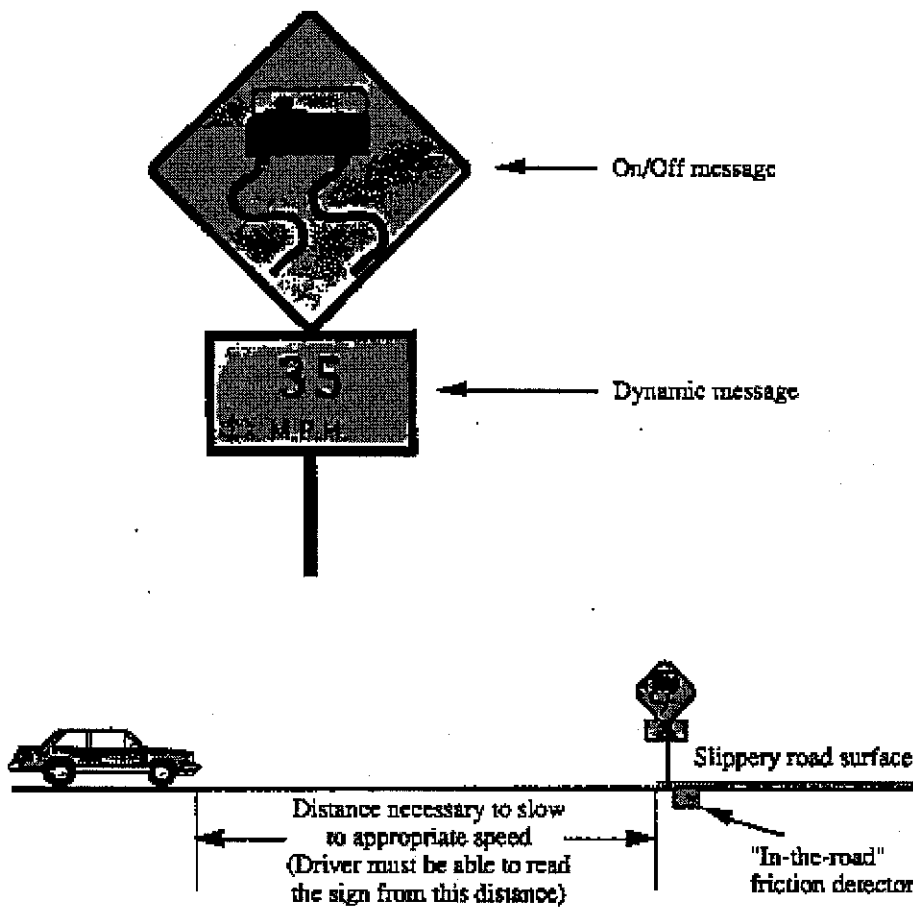 On/Off message
35
M.P.H.
Dynamic message
Slippery road surface
Distance necessary to slow
to appropriate speed
(Driver must be able to read
the sign from this distance)
"In-the-road"
friction detector